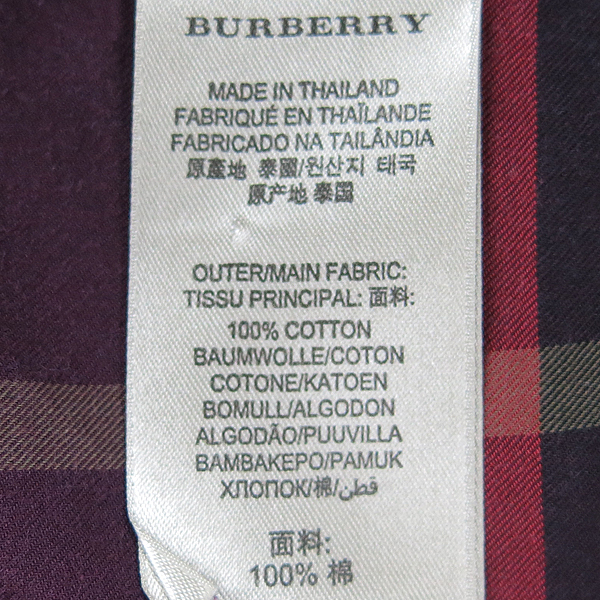 BURBERRY
MADE IN THAILAND
FABRIQUÉ EN THAÏLANDE
FABRICADO NA TAILÂNDIA
原產地 泰國/원산지 태국
原产地 泰国
OUTER/MAIN FABRIC:
TISSU PRINCIPAL: 面料:
100% COTTON
BAUMWOLLE/COTON
COTONE/KATOEN
BOMULL/ALGODON
ALGODÃO/PUUVILLA
BAMBAKEPO/PAMUK
ХЛОПОК/棉/قطن
面料:
100% 棉